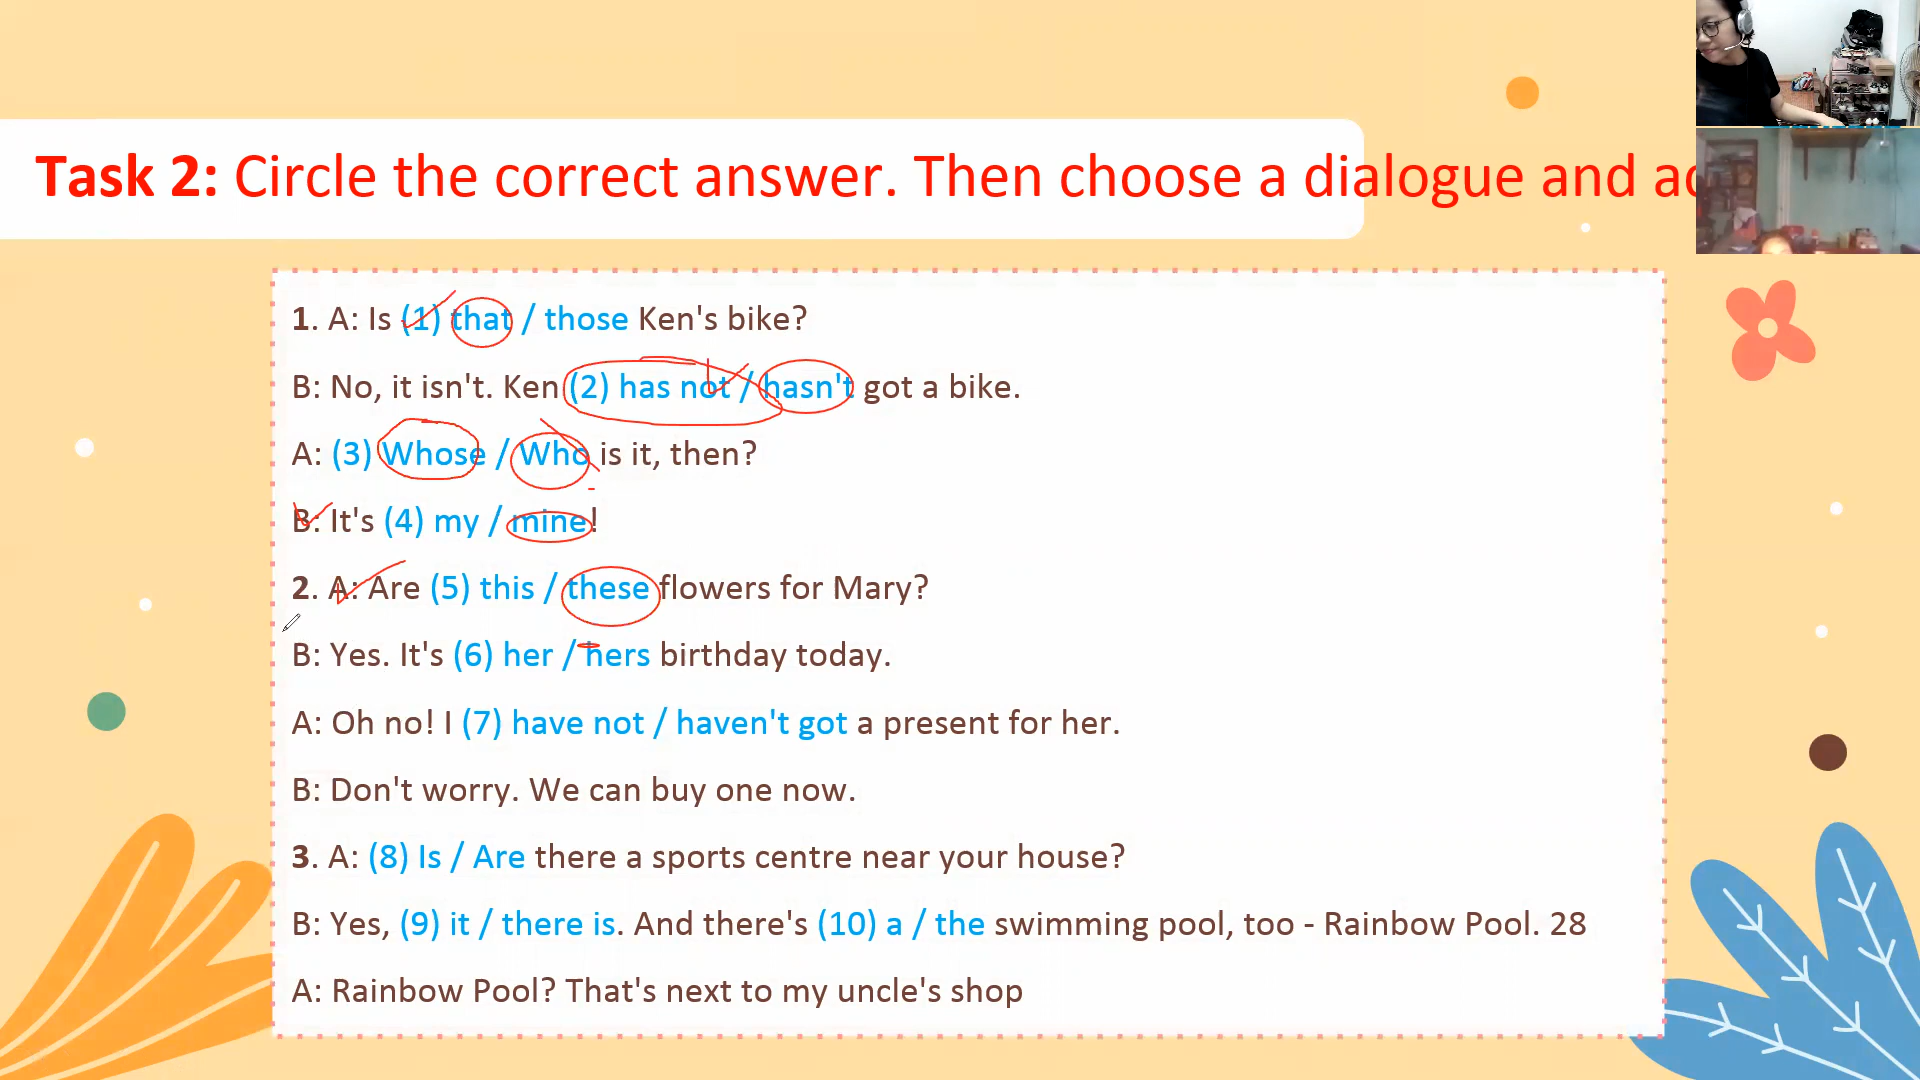 Task 2: Circle the correct answer. Then choose a dialogue and
1. A: Is (1) that / those Ken's bike?
B: No, it isn't. Ken (2) has not / hasn't got a bike.
A: (3) Whose / Who is it, then?
B: It's (4) my / mine!
2. A: Are (5) this / these flowers for Mary?
B: Yes. It's (6) her / hers birthday today.
A: Oh no! I (7) have not / haven't got a present for her.
B: Don't worry. We can buy one now.
3. A: (8) Is / Are there a sports centre near your house?
B: Yes, (9) it / there is. And there's (10) a / the swimming pool, too - Rainbow Pool. 28
A: Rainbow Pool? That's next to my uncle's shop